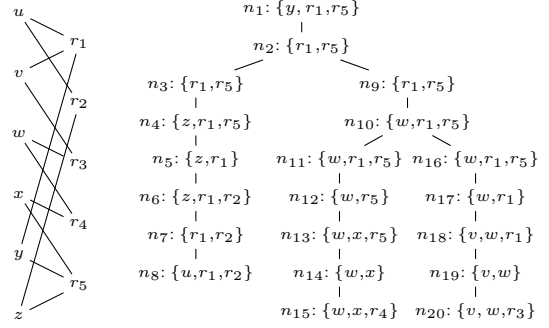 u
r₁
v
r₂
w
r₃
x
r₄
y
r₅
z
n₁: {y, r₁,r₅}
n₂: {r₁,r₅}
n₃: {r₁,r₅} n₉: {r₁,r₅}
n₄: {z,r₁,r₅} n₁₀: {w,r₁,r₅}
n₅: {z,r₁} n₁₁: {w,r₁,r₅} n₁₆: {w,r₁,r₅}
n₆: {z,r₁,r₂} n₁₂: {w,r₅} n₁₇: {w,r₁}
n₇: {r₁,r₂} n₁₃: {w,x,r₅} n₁₈: {v,w,r₁}
n₈: {u,r₁,r₂} n₁₄: {w,x} n₁₉: {v,w}
n₁₅: {w,x,r₄} n₂₀: {v, w,r₃}